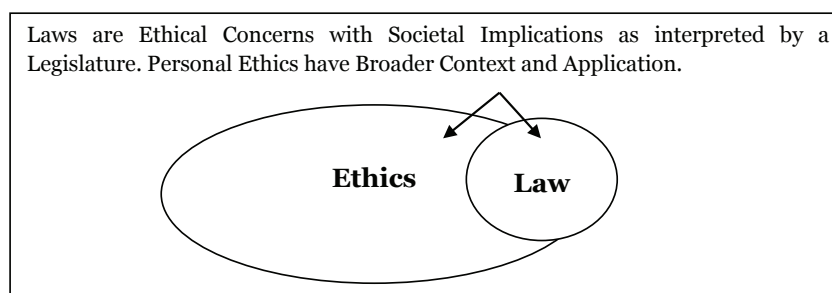 Laws are Ethical Concerns with Societal Implications as interpreted by a
Legislature. Personal Ethics have Broader Context and Application.
Ethics
Law